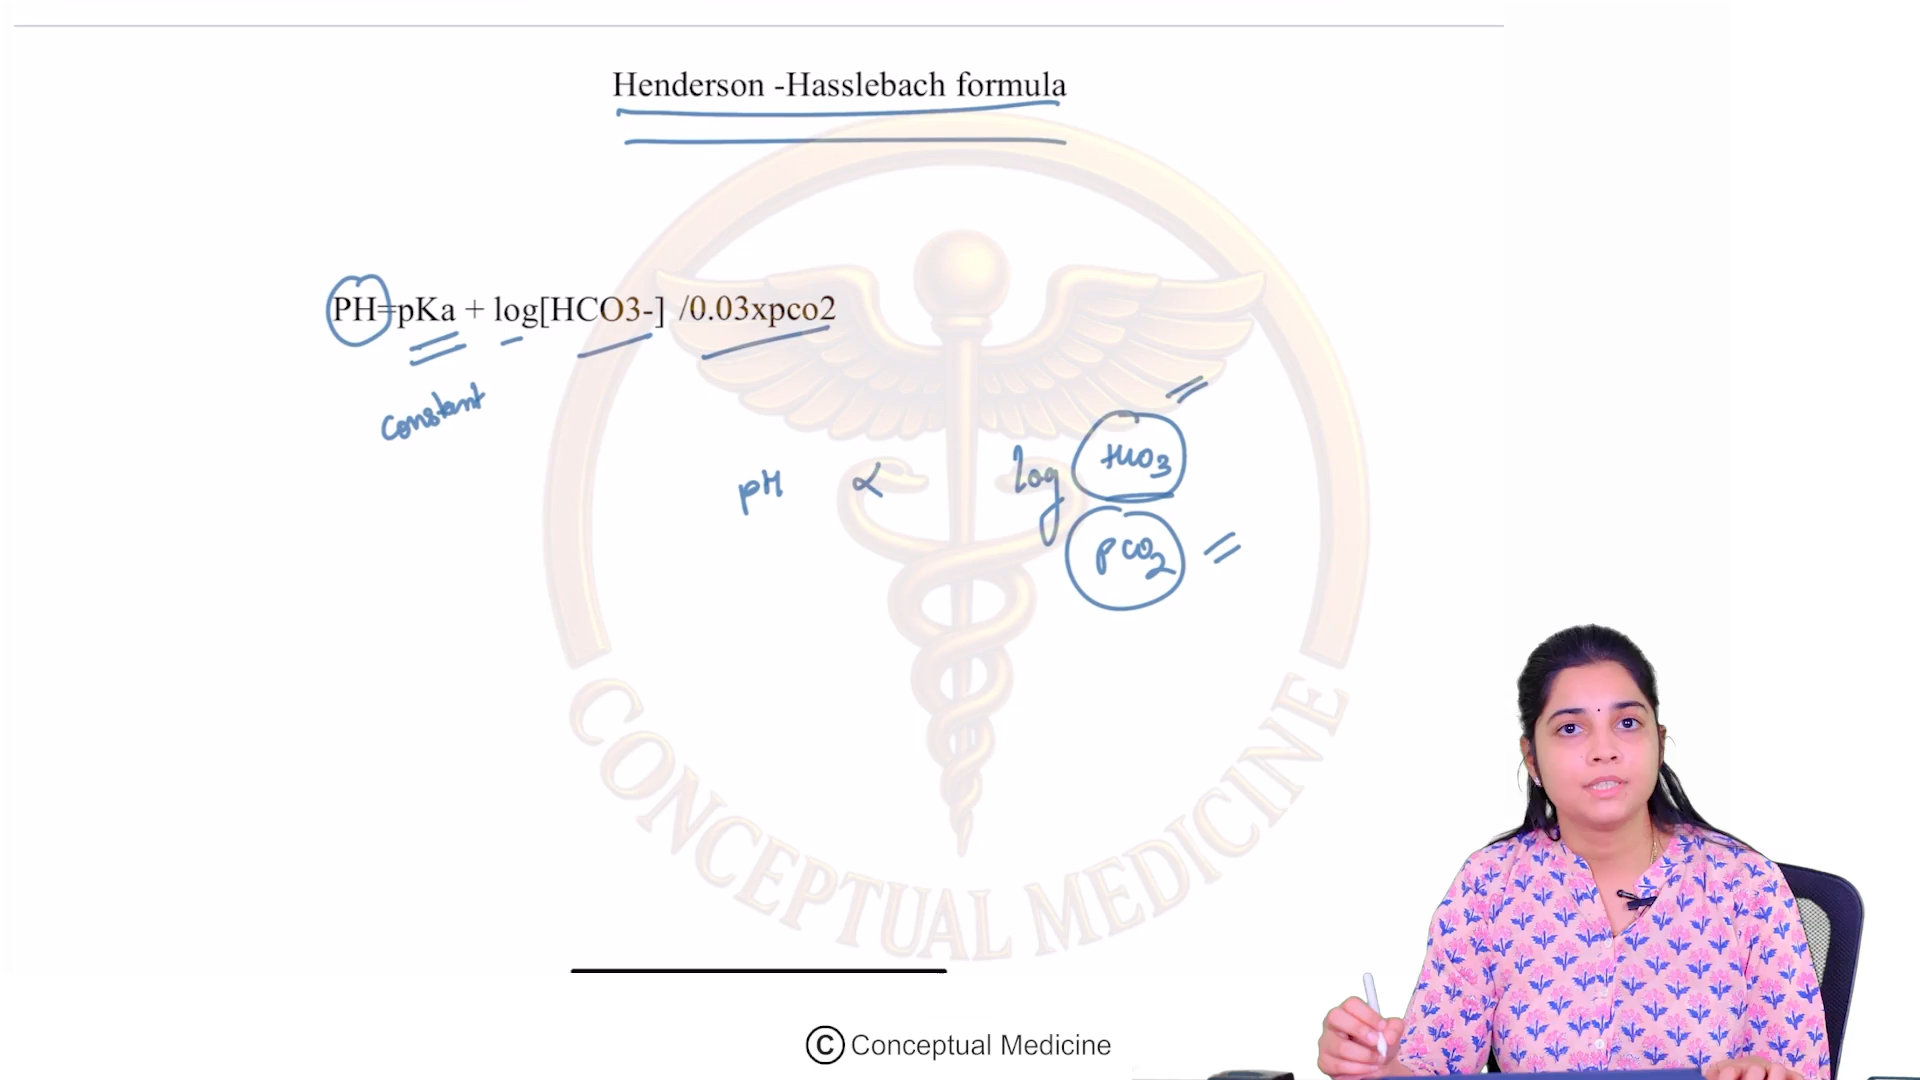 Henderson -Hasslebach formula
PH=pKa + log[HCO3-] /0.03xpco2
constant
pH ∝ log HCO3
pCO2
CONCEPTUAL MEDICINE
© Conceptual Medicine